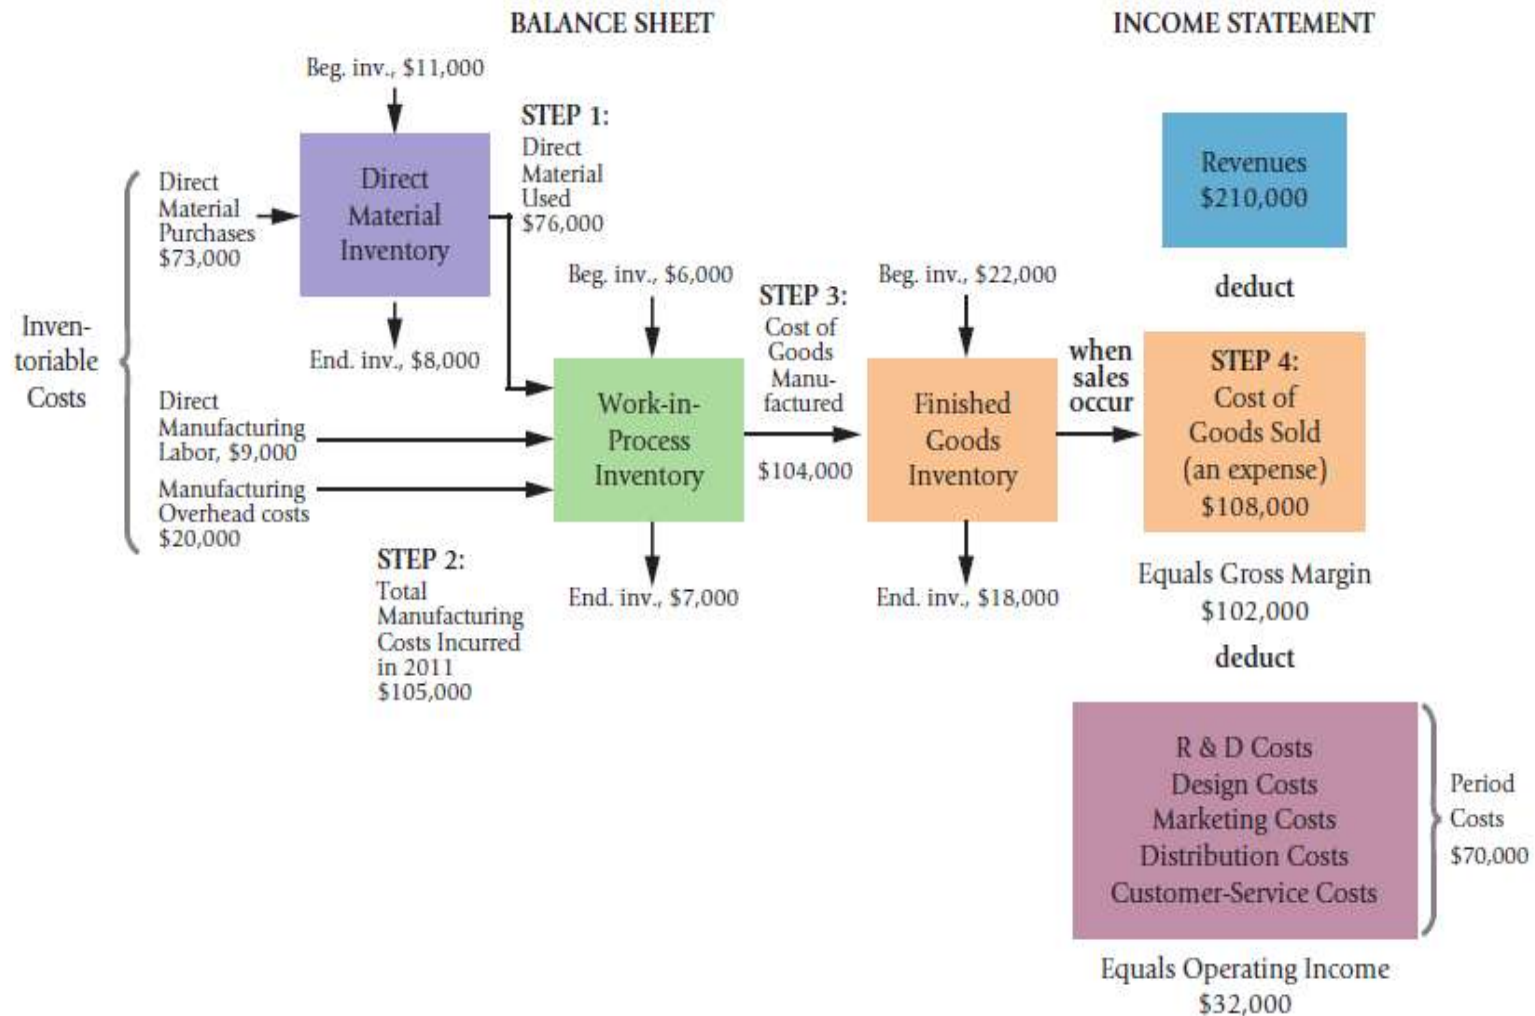 BALANCE SHEET
INCOME STATEMENT
Beg. inv., $11,000
STEP 1:
Direct
Material
Used
$76,000
Direct
Material
Purchases
$73,000
Direct
Material
Inventory
End. inv., $8,000
Inven-
toriable
Costs
Direct
Manufacturing
Labor, $9,000
Manufacturing
Overhead costs
$20,000
STEP 2:
Total
Manufacturing
Costs Incurred
in 2011
$105,000
Beg. inv., $6,000
Work-in-
Process
Inventory
End. inv., $7,000
STEP 3:
Cost of
Goods
Manu-
factured
$104,000
Beg. inv., $22,000
Finished
Goods
Inventory
End. inv., $18,000
when
sales
occur
Revenues
$210,000
deduct
STEP 4:
Cost of
Goods Sold
(an expense)
$108,000
Equals Gross Margin
$102,000
deduct
R & D Costs
Design Costs
Marketing Costs
Distribution Costs
Customer-Service Costs
Period
Costs
$70,000
Equals Operating Income
$32,000